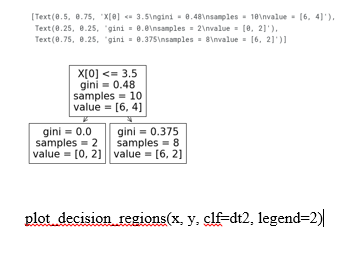 [Text(0.5, 0.75, 'X[0] <= 3.5\ngini = 0.48\nsamples = 10\nvalue = [6, 4]'),
Text(0.25, 0.25, 'gini = 0.0\nsamples = 2\nvalue = [0, 2]'),
Text(0.75, 0.25, 'gini = 0.375\nsamples = 8\nvalue = [6, 2]')]
X[0] <= 3.5
gini = 0.48
samples = 10
value = [6, 4]
gini = 0.0
samples = 2
value = [0, 2]
gini = 0.375
samples = 8
value = [6, 2]
plot_decision_regions(x, y, clf=dt2, legend=2)